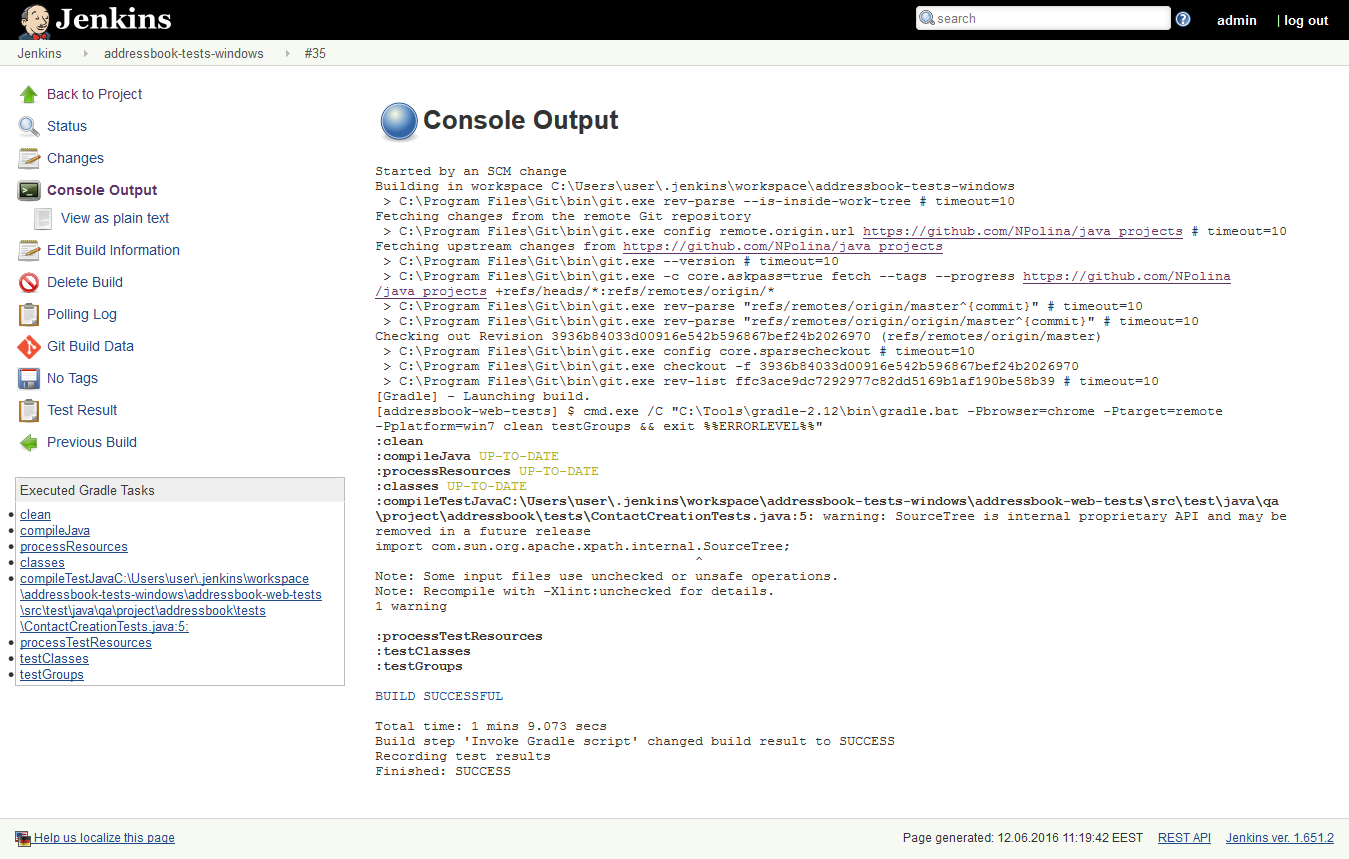 Jenkins
search
admin
| log out
Jenkins
addressbook-tests-windows
#35
Back to Project
Status
Changes
Console Output
View as plain text
Edit Build Information
Delete Build
Polling Log
Git Build Data
No Tags
Test Result
Previous Build
Executed Gradle Tasks
clean
compileJava
processResources
classes
compileTestJavaC:\Users\user\.jenkins\workspace
\addressbook-tests-windows\addressbook-web-tests
\src\test\java\qa\project\addressbook\tests
\ContactCreationTests.java:5:
processTestResources
testClasses
testGroups
Console Output
Started by an SCM change
Building in workspace C:\Users\user\.jenkins\workspace\addressbook-tests-windows
 > C:\Program Files\Git\bin\git.exe rev-parse --is-inside-work-tree # timeout=10
Fetching changes from the remote Git repository
 > C:\Program Files\Git\bin\git.exe config remote.origin.url https://github.com/NPolina/java_projects # timeout=10
Fetching upstream changes from https://github.com/NPolina/java_projects
 > C:\Program Files\Git\bin\git.exe --version # timeout=10
 > C:\Program Files\Git\bin\git.exe -c core.askpass=true fetch --tags --progress https://github.com/NPolina
/java_projects +refs/heads/*:refs/remotes/origin/*
 > C:\Program Files\Git\bin\git.exe rev-parse "refs/remotes/origin/master^{commit}" # timeout=10
 > C:\Program Files\Git\bin\git.exe rev-parse "refs/remotes/origin/origin/master^{commit}" # timeout=10
Checking out Revision 3936b84033d00916e542b596867bef24b2026970 (refs/remotes/origin/master)
 > C:\Program Files\Git\bin\git.exe config core.sparsecheckout # timeout=10
 > C:\Program Files\Git\bin\git.exe checkout -f 3936b84033d00916e542b596867bef24b2026970
 > C:\Program Files\Git\bin\git.exe rev-list ffc3ace9dc7292977c82dd5169b1af190be58b39 # timeout=10
[Gradle] - Launching build.
[addressbook-web-tests] $ cmd.exe /C "C:\Tools\gradle-2.12\bin\gradle.bat -Pbrowser=chrome -Ptarget=remote
-Pplatform=win7 clean testGroups && exit %%ERRORLEVEL%%"
:clean
:compileJava UP-TO-DATE
:processResources UP-TO-DATE
:classes UP-TO-DATE
:compileTestJavaC:\Users\user\.jenkins\workspace\addressbook-tests-windows\addressbook-web-tests\src\test\java\qa
\project\addressbook\tests\ContactCreationTests.java:5: warning: SourceTree is internal proprietary API and may be
removed in a future release
import com.sun.org.apache.xpath.internal.SourceTree;
^
Note: Some input files use unchecked or unsafe operations.
Note: Recompile with -Xlint:unchecked for details.
1 warning
:processTestResources
:testClasses
:testGroups
BUILD SUCCESSFUL
Total time: 1 mins 9.073 secs
Build step 'Invoke Gradle script' changed build result to SUCCESS
Recording test results
Finished: SUCCESS
Help us localize this page
Page generated: 12.06.2016 11:19:42 EEST
REST API
Jenkins ver. 1.651.2